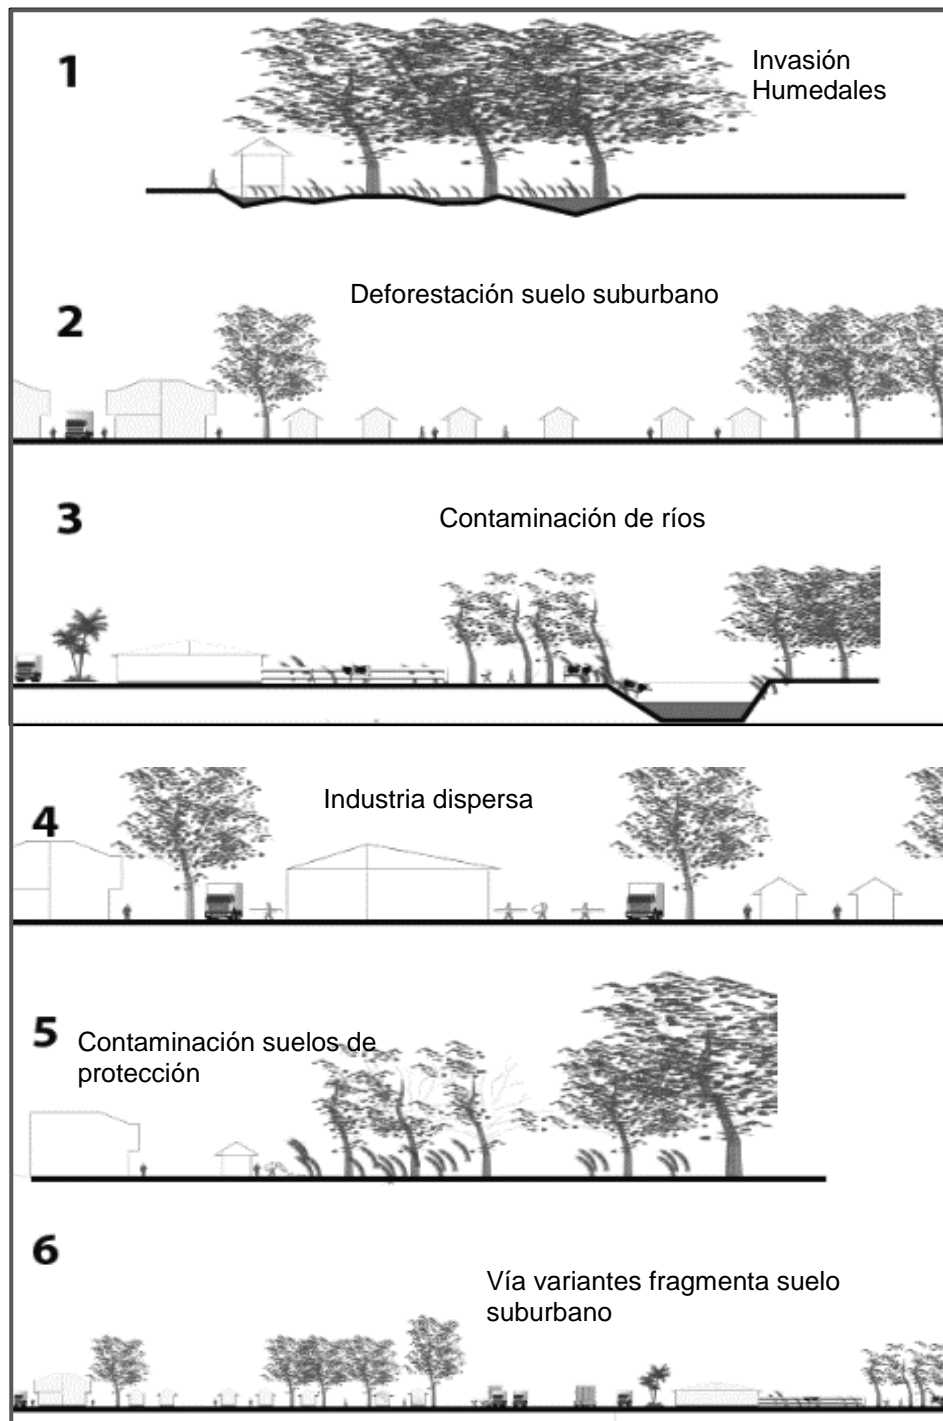 1
Invasión
Humedales
Deforestación suelo suburbano
2
3
Contaminación de ríos
Industria dispersa
4
5
Contaminación suelos de
protección
6
Vía variantes fragmenta suelo
suburbano